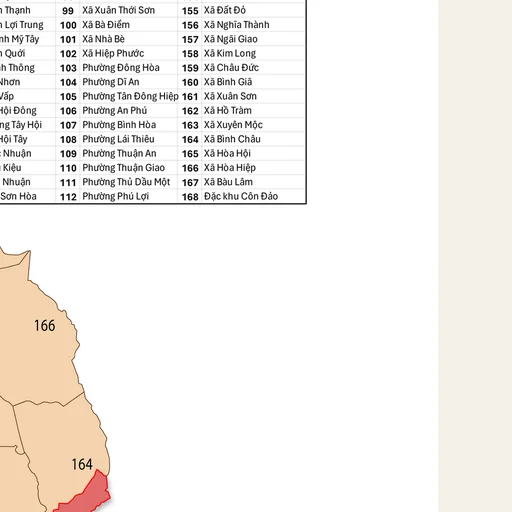 Thạnh 99 Xã Xuân Thới Sơn 155 Xã Đất Đỏ
Lợi Trung 100 Xã Bà Điểm 156 Xã Nghĩa Thành
Mỹ Tây 101 Xã Nhà Bè 157 Xã Ngãi Giao
Quới 102 Xã Hiệp Phước 158 Xã Kim Long
Thông 103 Phường Đông Hòa 159 Xã Châu Đức
Nhơn 104 Phường Dĩ An 160 Xã Bình Giã
Vấp 105 Phường Tân Đông Hiệp 161 Xã Xuân Sơn
Hội Đông 106 Phường An Phú 162 Xã Hồ Tràm
Tây Hội 107 Phường Bình Hòa 163 Xã Xuyên Mộc
Hội Tây 108 Phường Lái Thiêu 164 Xã Bình Châu
Nhuận 109 Phường Thuận An 165 Xã Hòa Hội
Kiệu 110 Phường Thuận Giao 166 Xã Hòa Hiệp
Nhuận 111 Phường Thủ Dầu Một 167 Xã Bàu Lâm
Sơn Hòa 112 Phường Phú Lợi 168 Đặc khu Côn Đảo
166
164